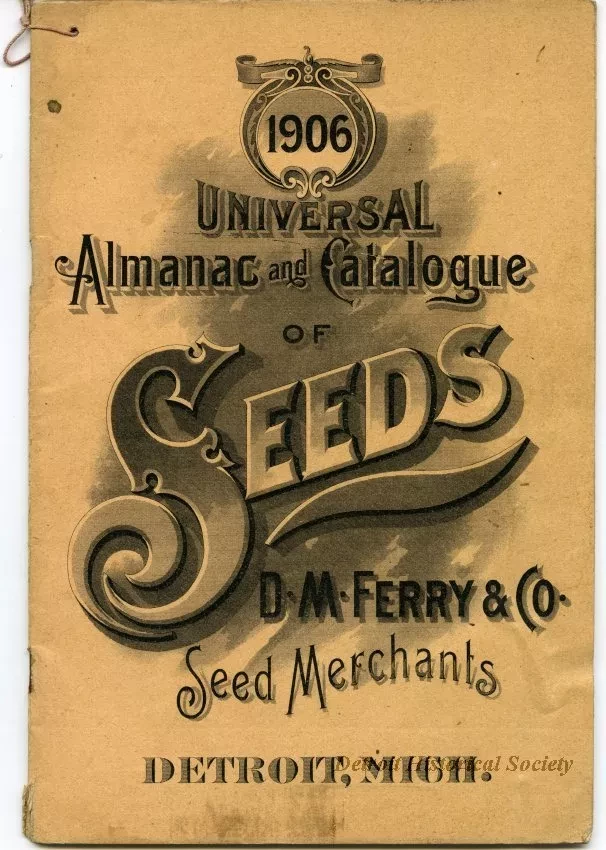 1906
UNIVERSAL
Almanac and Catalogue
OF
SEEDS
D·M·FERRY & CO·
Seed Merchants
DETROIT, MICH.
Detroit Historical Society